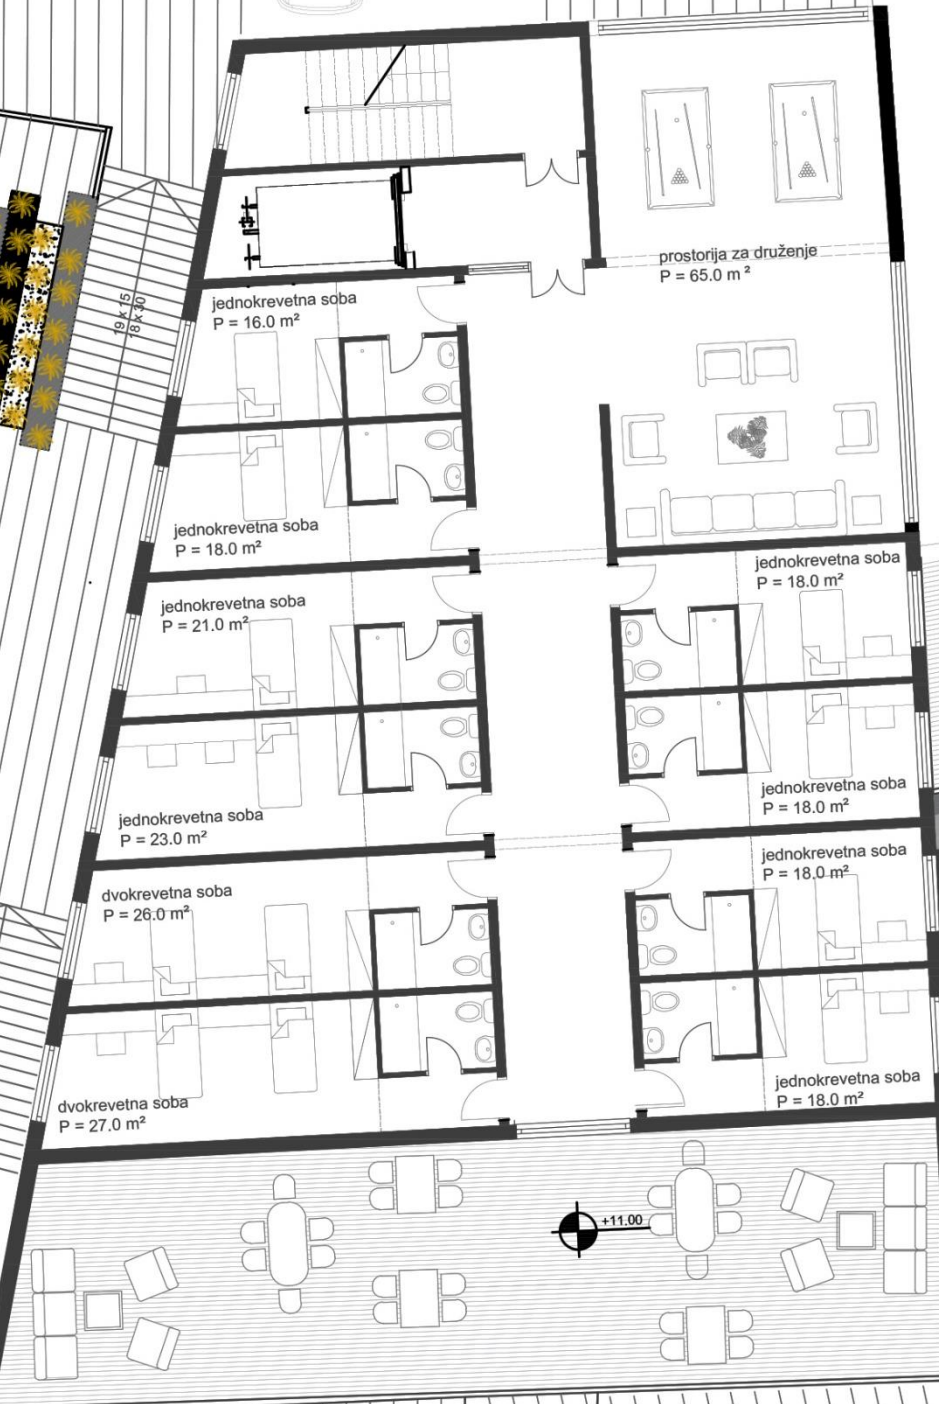 prostorija za druženje
P = 65.0 m²
jednokrevetna soba
P = 16.0 m²
19 x 15
18 x 30
jednokrevetna soba
P = 18.0 m²
jednokrevetna soba
P = 18.0 m²
jednokrevetna soba
P = 21.0 m²
jednokrevetna soba
P = 18.0 m²
jednokrevetna soba
P = 23.0 m²
jednokrevetna soba
P = 18.0 m²
dvokrevetna soba
P = 26.0 m²
jednokrevetna soba
P = 18.0 m²
dvokrevetna soba
P = 27.0 m²
+11.00